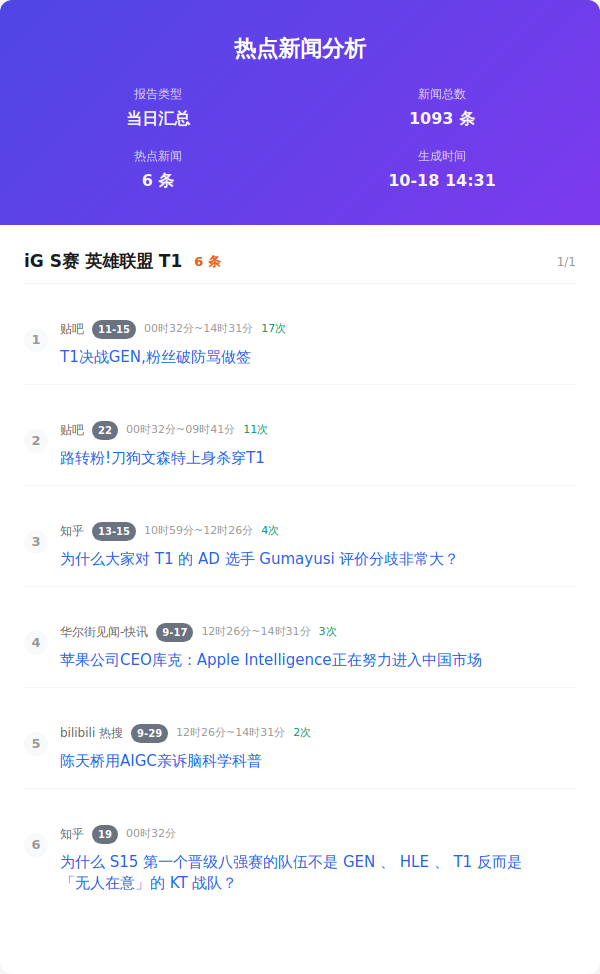 热点新闻分析
报告类型
新闻总数
当日汇总
1093 条
热点新闻
生成时间
6 条
10-18 14:31
iG S赛 英雄联盟 T1 6 条 1/1
1
贴吧 11-15 00时32分~14时31分 17次
T1决战GEN,粉丝破防骂做签
2
贴吧 22 00时32分~09时41分 11次
路转粉!刀狗文森特上身杀穿T1
3
知乎 13-15 10时59分~12时26分 4次
为什么大家对 T1 的 AD 选手 Gumayusi 评价分歧非常大？
4
华尔街见闻-快讯 9-17 12时26分~14时31分 3次
苹果公司CEO库克：Apple Intelligence正在努力进入中国市场
5
bilibili 热搜 9-29 12时26分~14时31分 2次
陈天桥用AIGC亲诉脑科学科普
6
知乎 19 00时32分
为什么 S15 第一个晋级八强赛的队伍不是 GEN 、 HLE 、 T1 反而是
「无人在意」的 KT 战队？